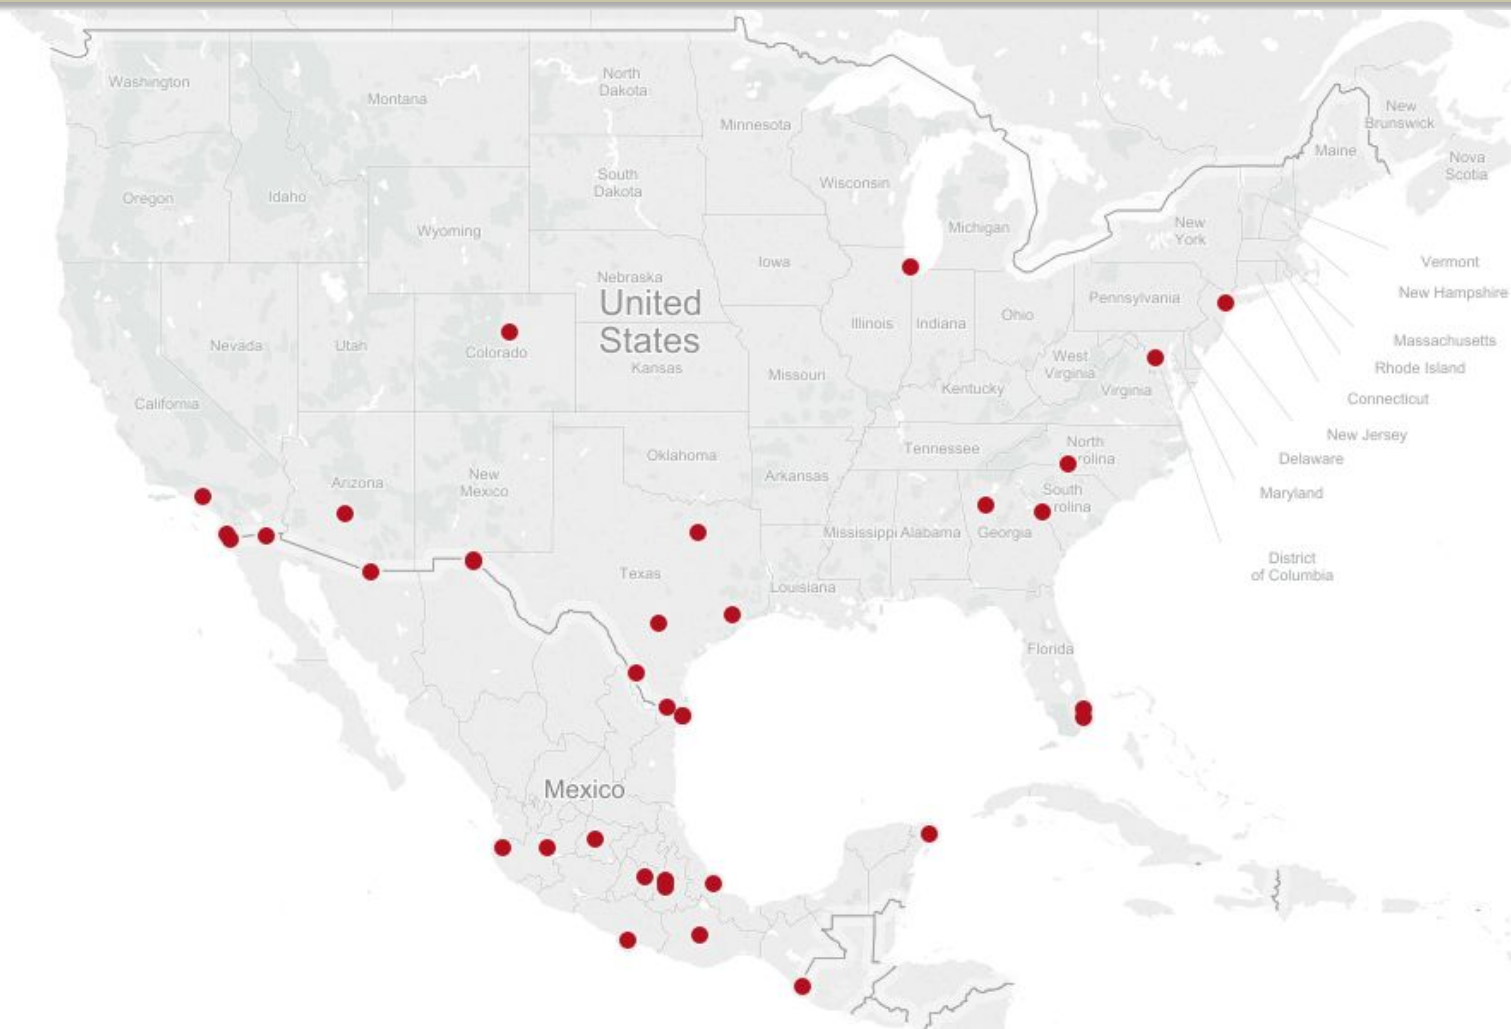 Washington
Montana
North
Dakota
Minnesota
New
Brunswick
Maine
Nova
Scotia
Oregon
Idaho
South
Dakota
Wisconsin
Wyoming
Michigan
New
York
Iowa
Vermont
Nebraska
New Hampshire
United
States
Pennsylvania
Illinois
Indiana
Ohio
Nevada
Utah
Colorado
Kansas
Missouri
West
Virginia
Massachusetts
Rhode Island
Kentucky
Virginia
Connecticut
California
New Jersey
Tennessee
North
rolina
Oklahoma
Delaware
Arizona
New
Mexico
Arkansas
South
rolina
Maryland
Mississippi
Alabama
Georgia
Texas
Louisiana
District
of Columbia
Florida
Mexico